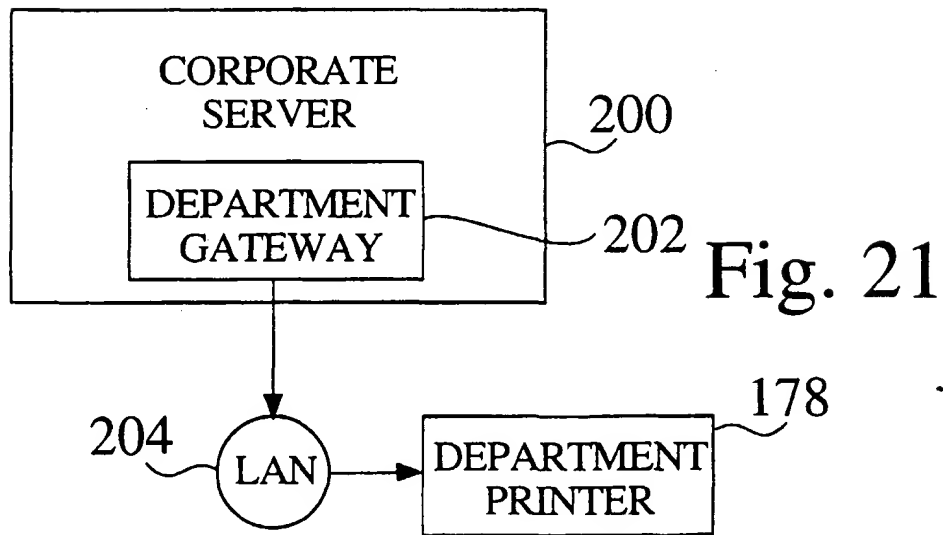 CORPORATE
SERVER
200
DEPARTMENT
GATEWAY
202
Fig. 21
204
LAN
178
DEPARTMENT
PRINTER